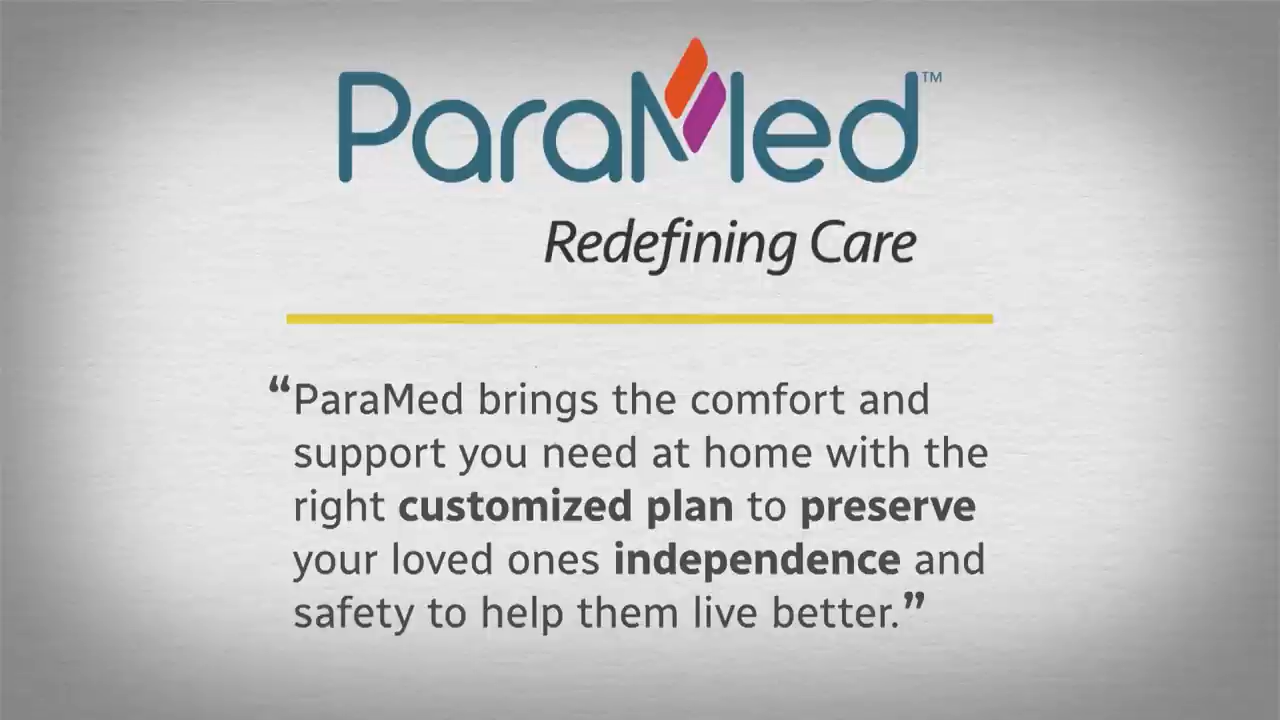 ParaMed™
Redefining Care
“ParaMed brings the comfort and
support you need at home with the
right customized plan to preserve
your loved ones independence and
safety to help them live better.”